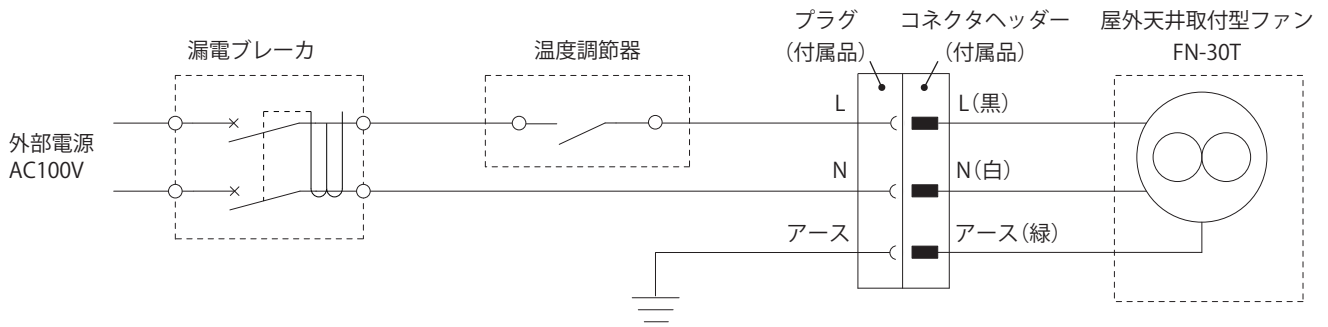 漏電ブレーカ
温度調節器
プラグ
(付属品)
コネクタヘッダー
(付属品)
屋外天井取付型ファン
FN-30T
外部電源
AC100V
L
L(黒)
N
N(白)
アース
アース(緑)